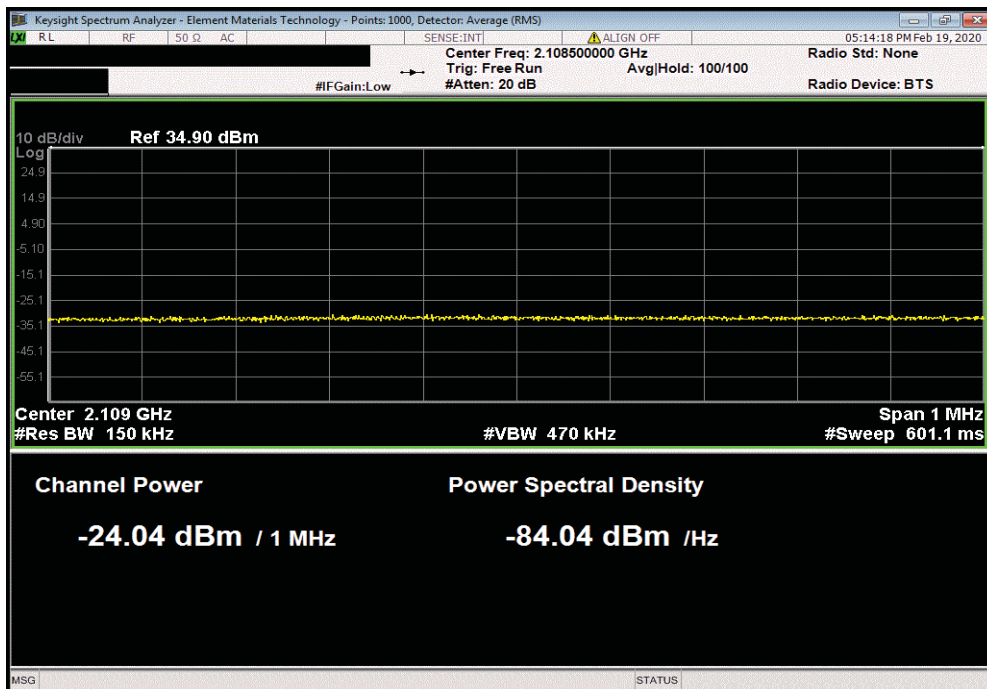 Keysight Spectrum Analyzer - Element Materials Technology - Points: 1000, Detector: Average (RMS)
LXI RL RF 50 Ω AC SENSE:INT ALIGN OFF 05:14:18 PM Feb 19, 2020
Center Freq: 2.108500000 GHz Radio Std: None
Trig: Free Run Avg|Hold: 100/100
#IFGain:Low #Atten: 20 dB Radio Device: BTS
10 dB/div Ref 34.90 dBm
Log
24.9
14.9
4.90
-5.10
-15.1
-25.1
-35.1
-45.1
-55.1
Center 2.109 GHz Span 1 MHz
#Res BW 150 kHz #VBW 470 kHz #Sweep 601.1 ms
Channel Power Power Spectral Density
-24.04 dBm / 1 MHz -84.04 dBm /Hz
MSG STATUS